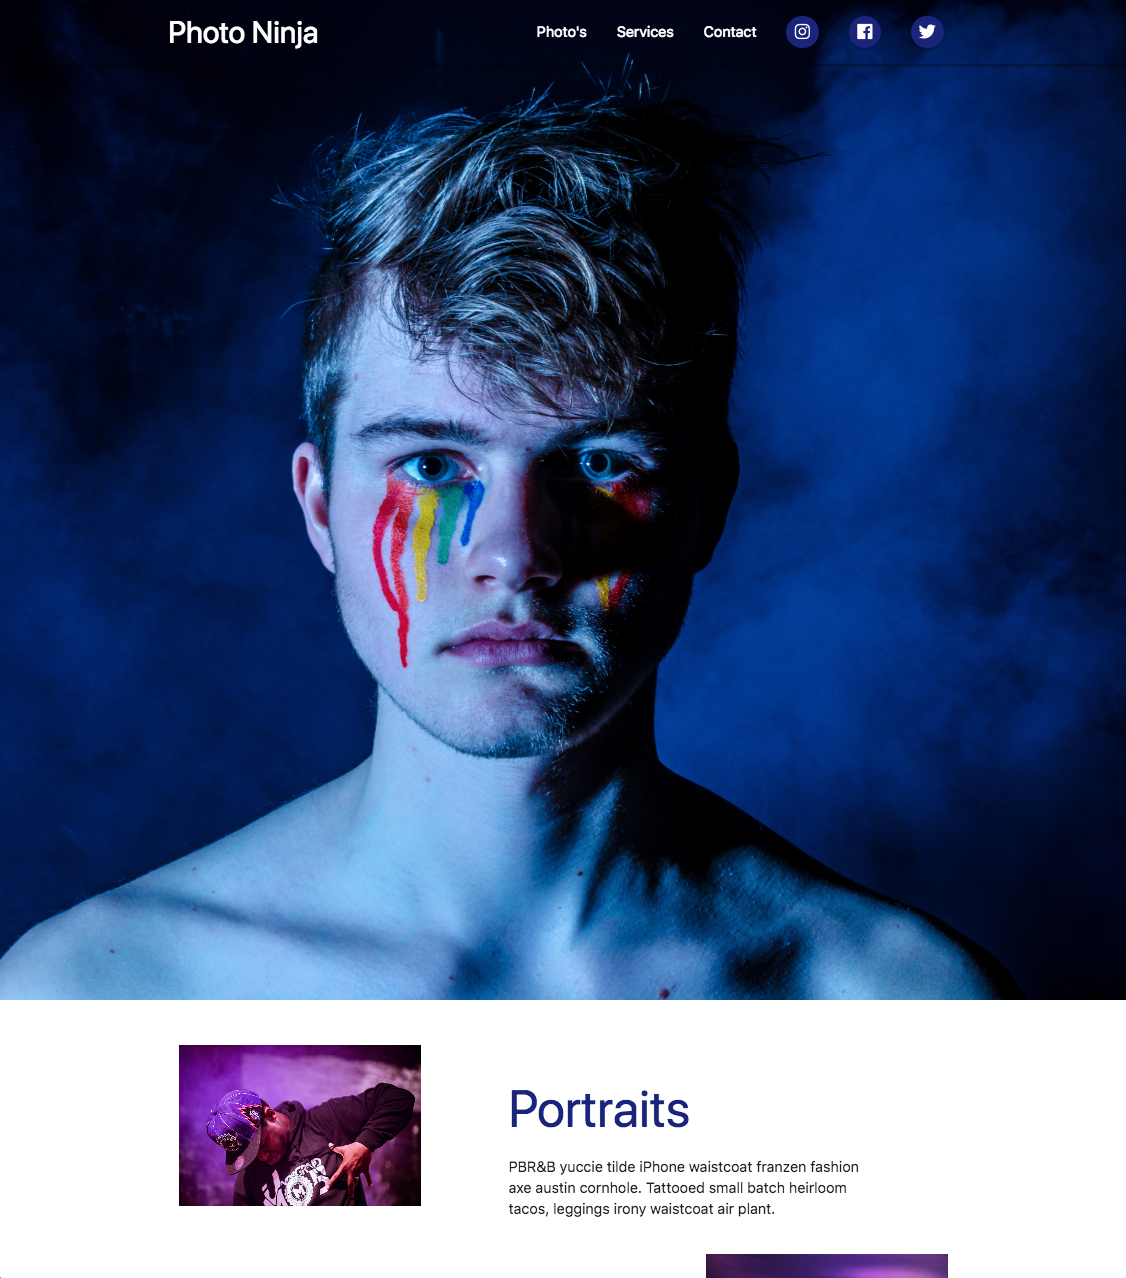 Photo Ninja
Photo's Services Contact
Portraits
PBR&B yuccie tilde iPhone waistcoat franzen fashion
axe austin cornhole. Tattooed small batch heirloom
tacos, leggings irony waistcoat air plant.